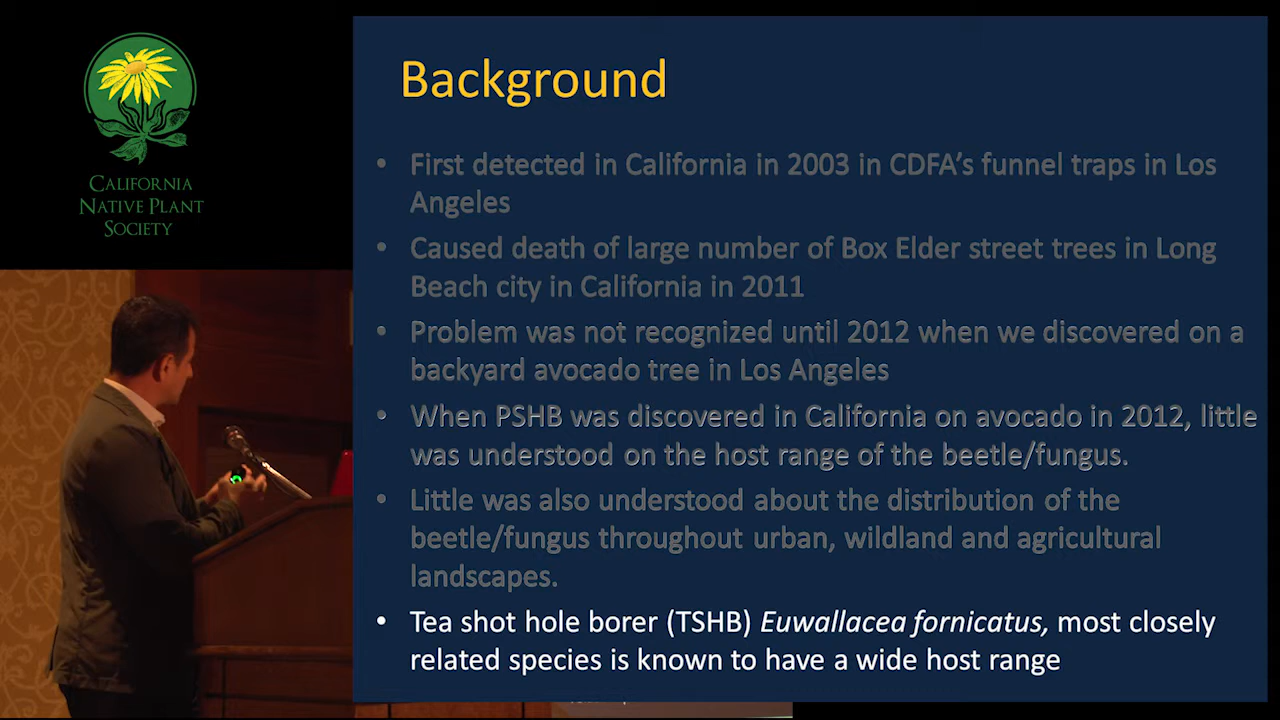 CALIFORNIA
NATIVE PLANT
SOCIETY
Background
• First detected in California in 2003 in CDFA’s funnel traps in Los
Angeles
• Caused death of large number of Box Elder street trees in Long
Beach city in California in 2011
• Problem was not recognized until 2012 when we discovered on a
backyard avocado tree in Los Angeles
• When PSHB was discovered in California on avocado in 2012, little
was understood on the host range of the beetle/fungus.
• Little was also understood about the distribution of the
beetle/fungus throughout urban, wildland and agricultural
landscapes.
• Tea shot hole borer (TSHB) Euwallacea fornicatus, most closely
related species is known to have a wide host range